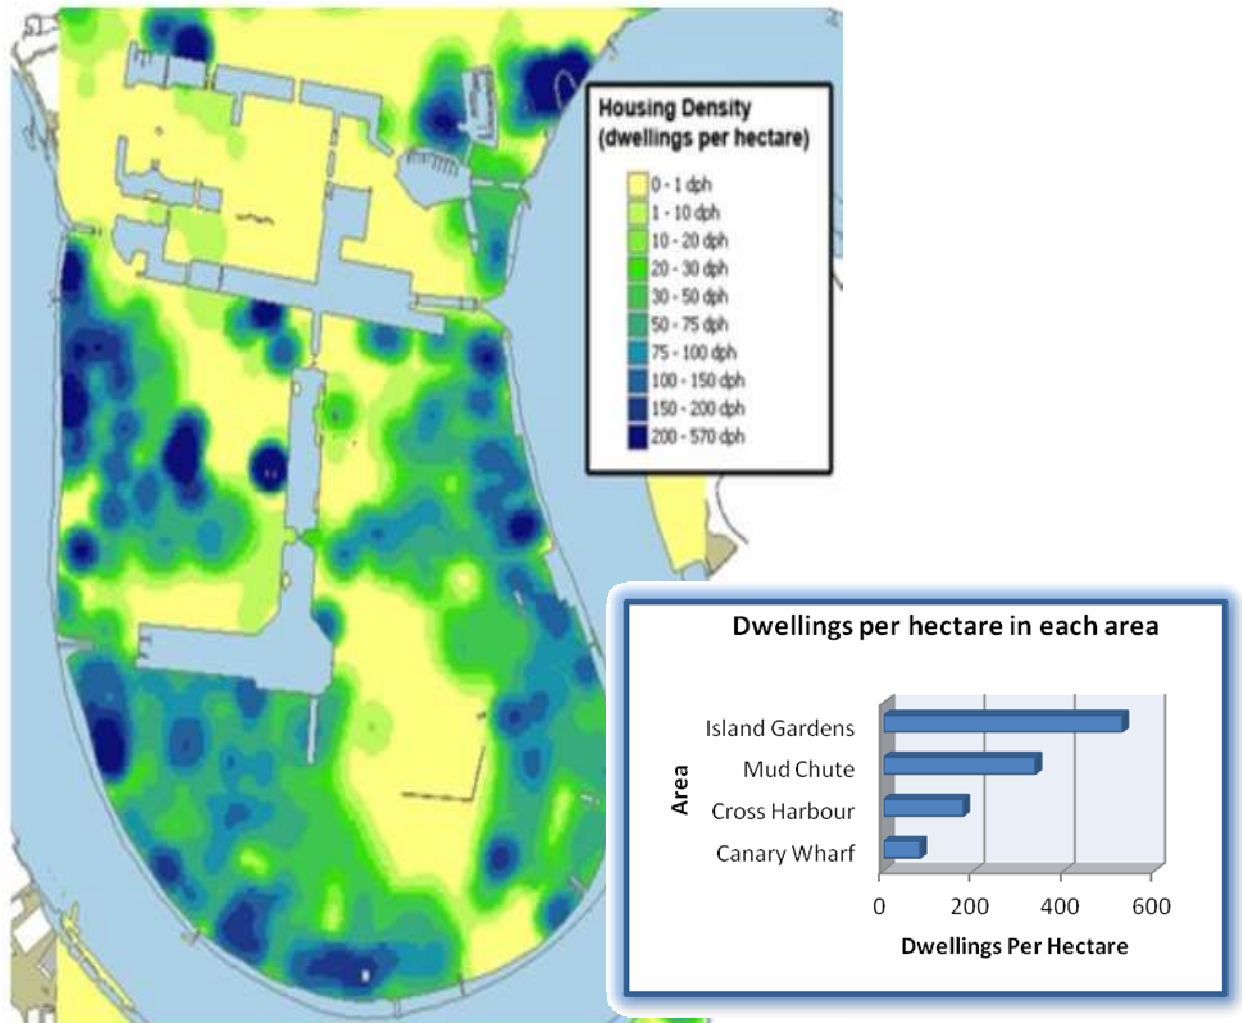 Housing Density
(dwellings per hectare)
0 - 1 dph
1 - 10 dph
10 - 20 dph
20 - 30 dph
30 - 50 dph
50 - 75 dph
75 - 100 dph
100 - 150 dph
150 - 200 dph
200 - 570 dph
Dwellings per hectare in each area
Area
Island Gardens
Mud Chute
Cross Harbour
Canary Wharf
0 200 400 600
Dwellings Per Hectare